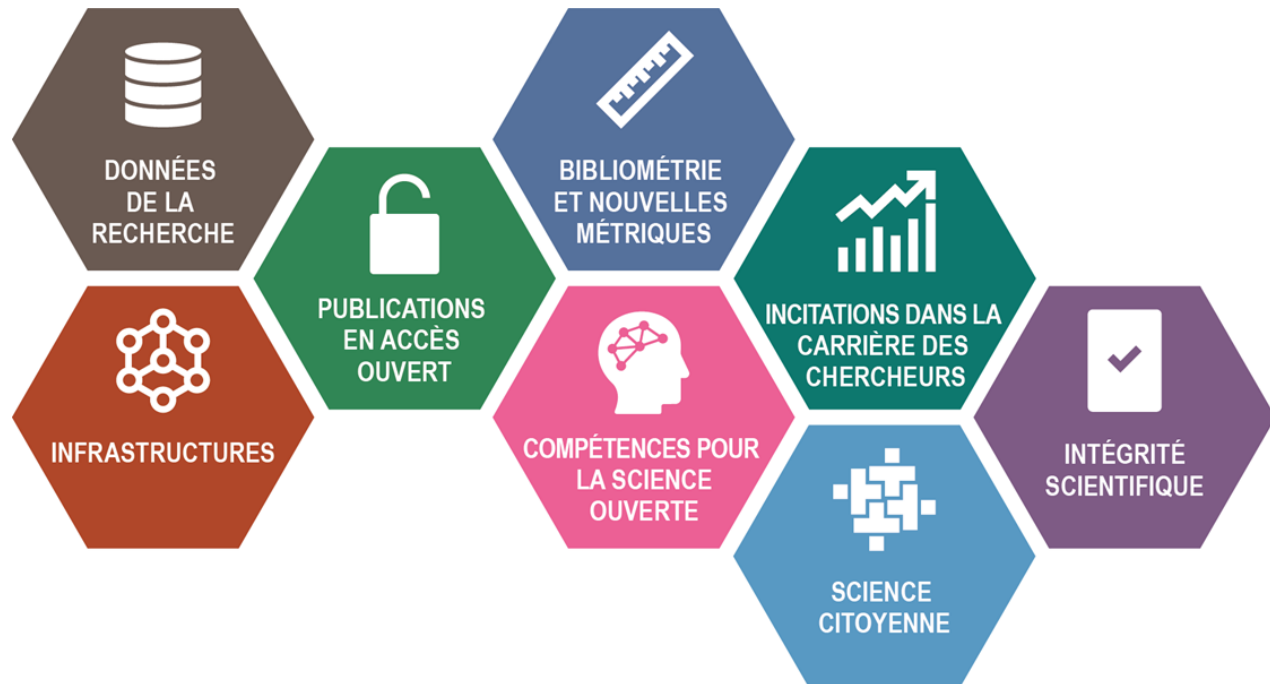 DONNÉES
DE LA
RECHERCHE
PUBLICATIONS
EN ACCÈS
OUVERT
BIBLIOMÉTRIE
ET NOUVELLES
MÉTRIQUES
INCITATIONS DANS LA
CARRIÈRE DES
CHERCHEURS
INFRASTRUCTURES
COMPÉTENCES POUR
LA SCIENCE
OUVERTE
INTÉGRITÉ
SCIENTIFIQUE
SCIENCE
CITOYENNE